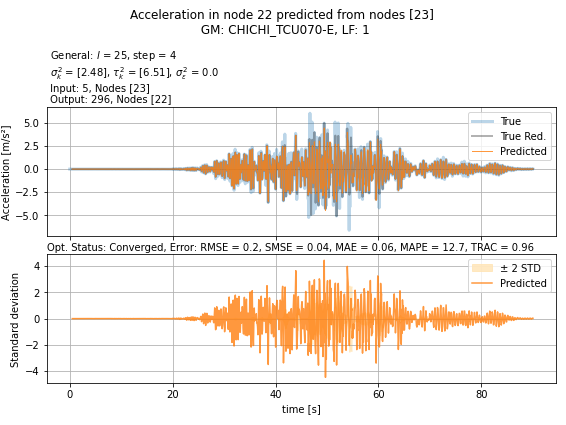 Acceleration in node 22 predicted from nodes [23]
GM: CHICHI_TCU070-E, LF: 1
General: l = 25, step = 4
σ²ₖ = [2.48], τ²ₖ = [6.51], σ²ε = 0.0
Input: 5, Nodes [23]
Output: 296, Nodes [22]
Acceleration [m/s²]
5.0
2.5
0.0
−2.5
−5.0
True
True Red.
Predicted
Opt. Status: Converged, Error: RMSE = 0.2, SMSE = 0.04, MAE = 0.06, MAPE = 12.7, TRAC = 0.96
Standard deviation
4
2
0
−2
−4
± 2 STD
Predicted
0
20
40
60
80
time [s]